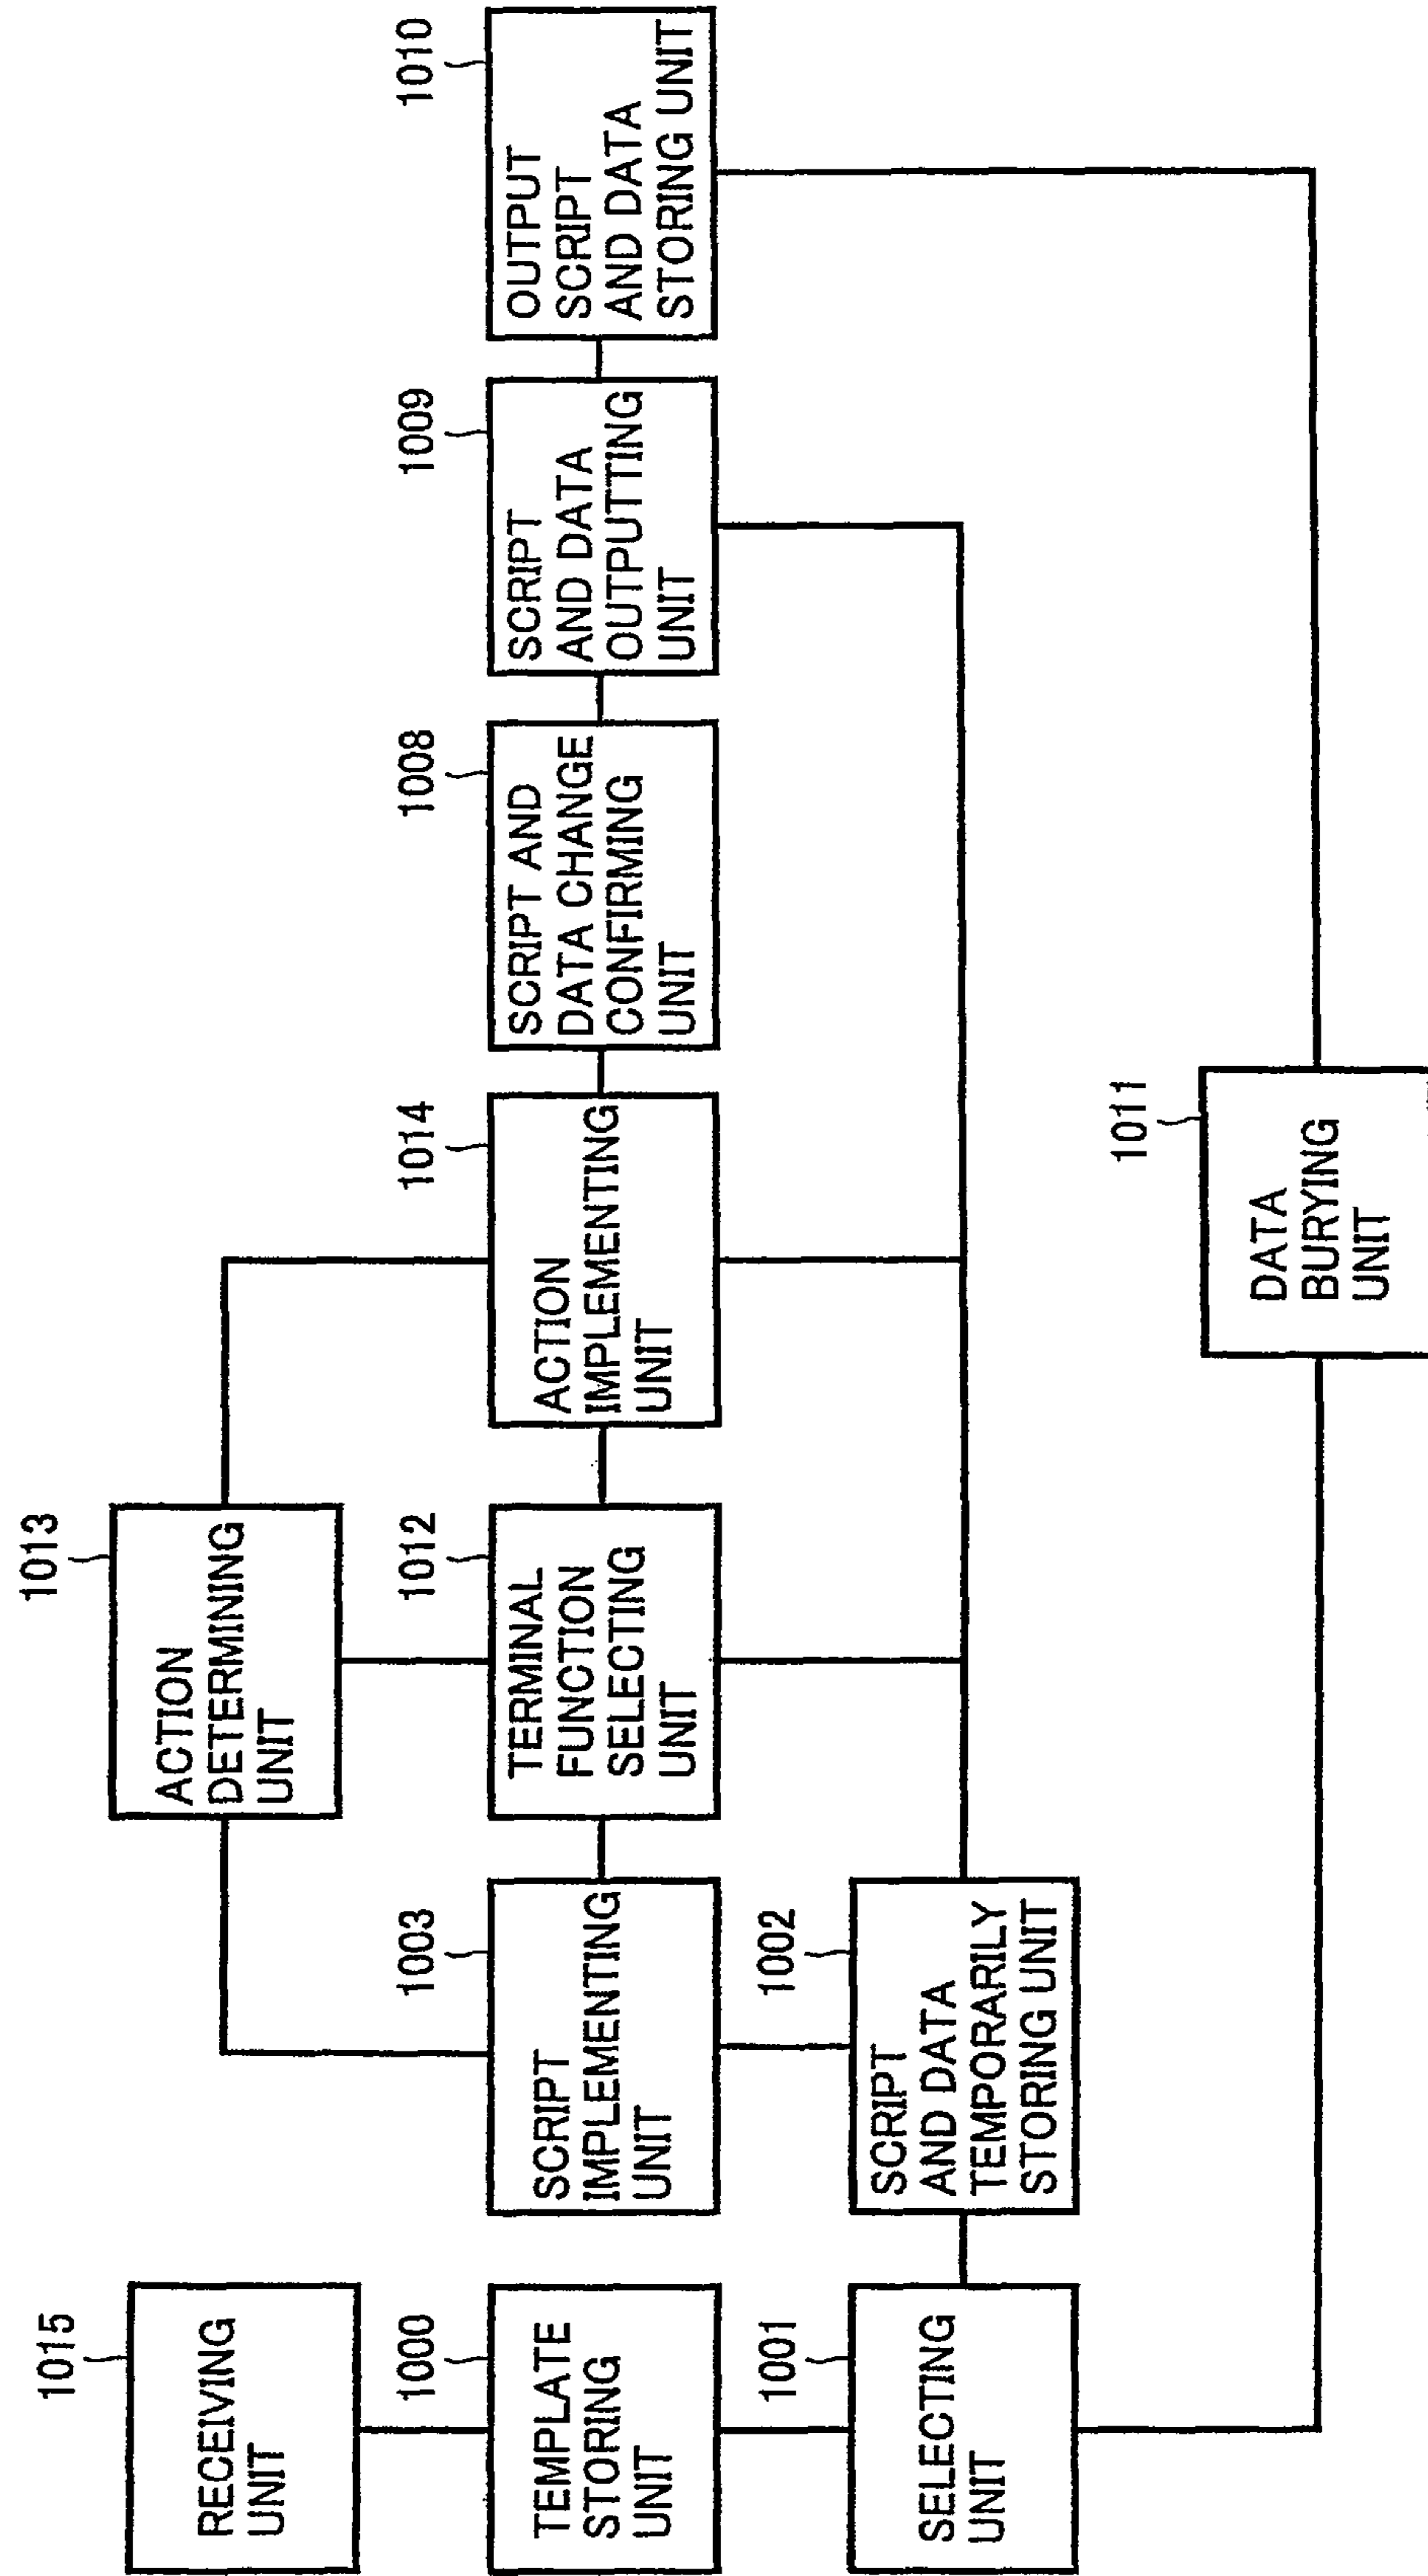 1015
RECEIVING
UNIT
1013
ACTION
DETERMINING
UNIT
1000
TEMPLATE
STORING
UNIT
1003
SCRIPT
IMPLEMENTING
UNIT
1012
TERMINAL
FUNCTION
SELECTING
UNIT
1014
ACTION
IMPLEMENTING
UNIT
1008
SCRIPT AND
DATA CHANGE
CONFIRMING
UNIT
1009
SCRIPT
AND DATA
OUTPUTTING
UNIT
1010
OUTPUT
SCRIPT
AND DATA
STORING UNIT
1001
SELECTING
UNIT
1002
SCRIPT
AND DATA
TEMPORARILY
STORING UNIT
1011
DATA
BURYING
UNIT